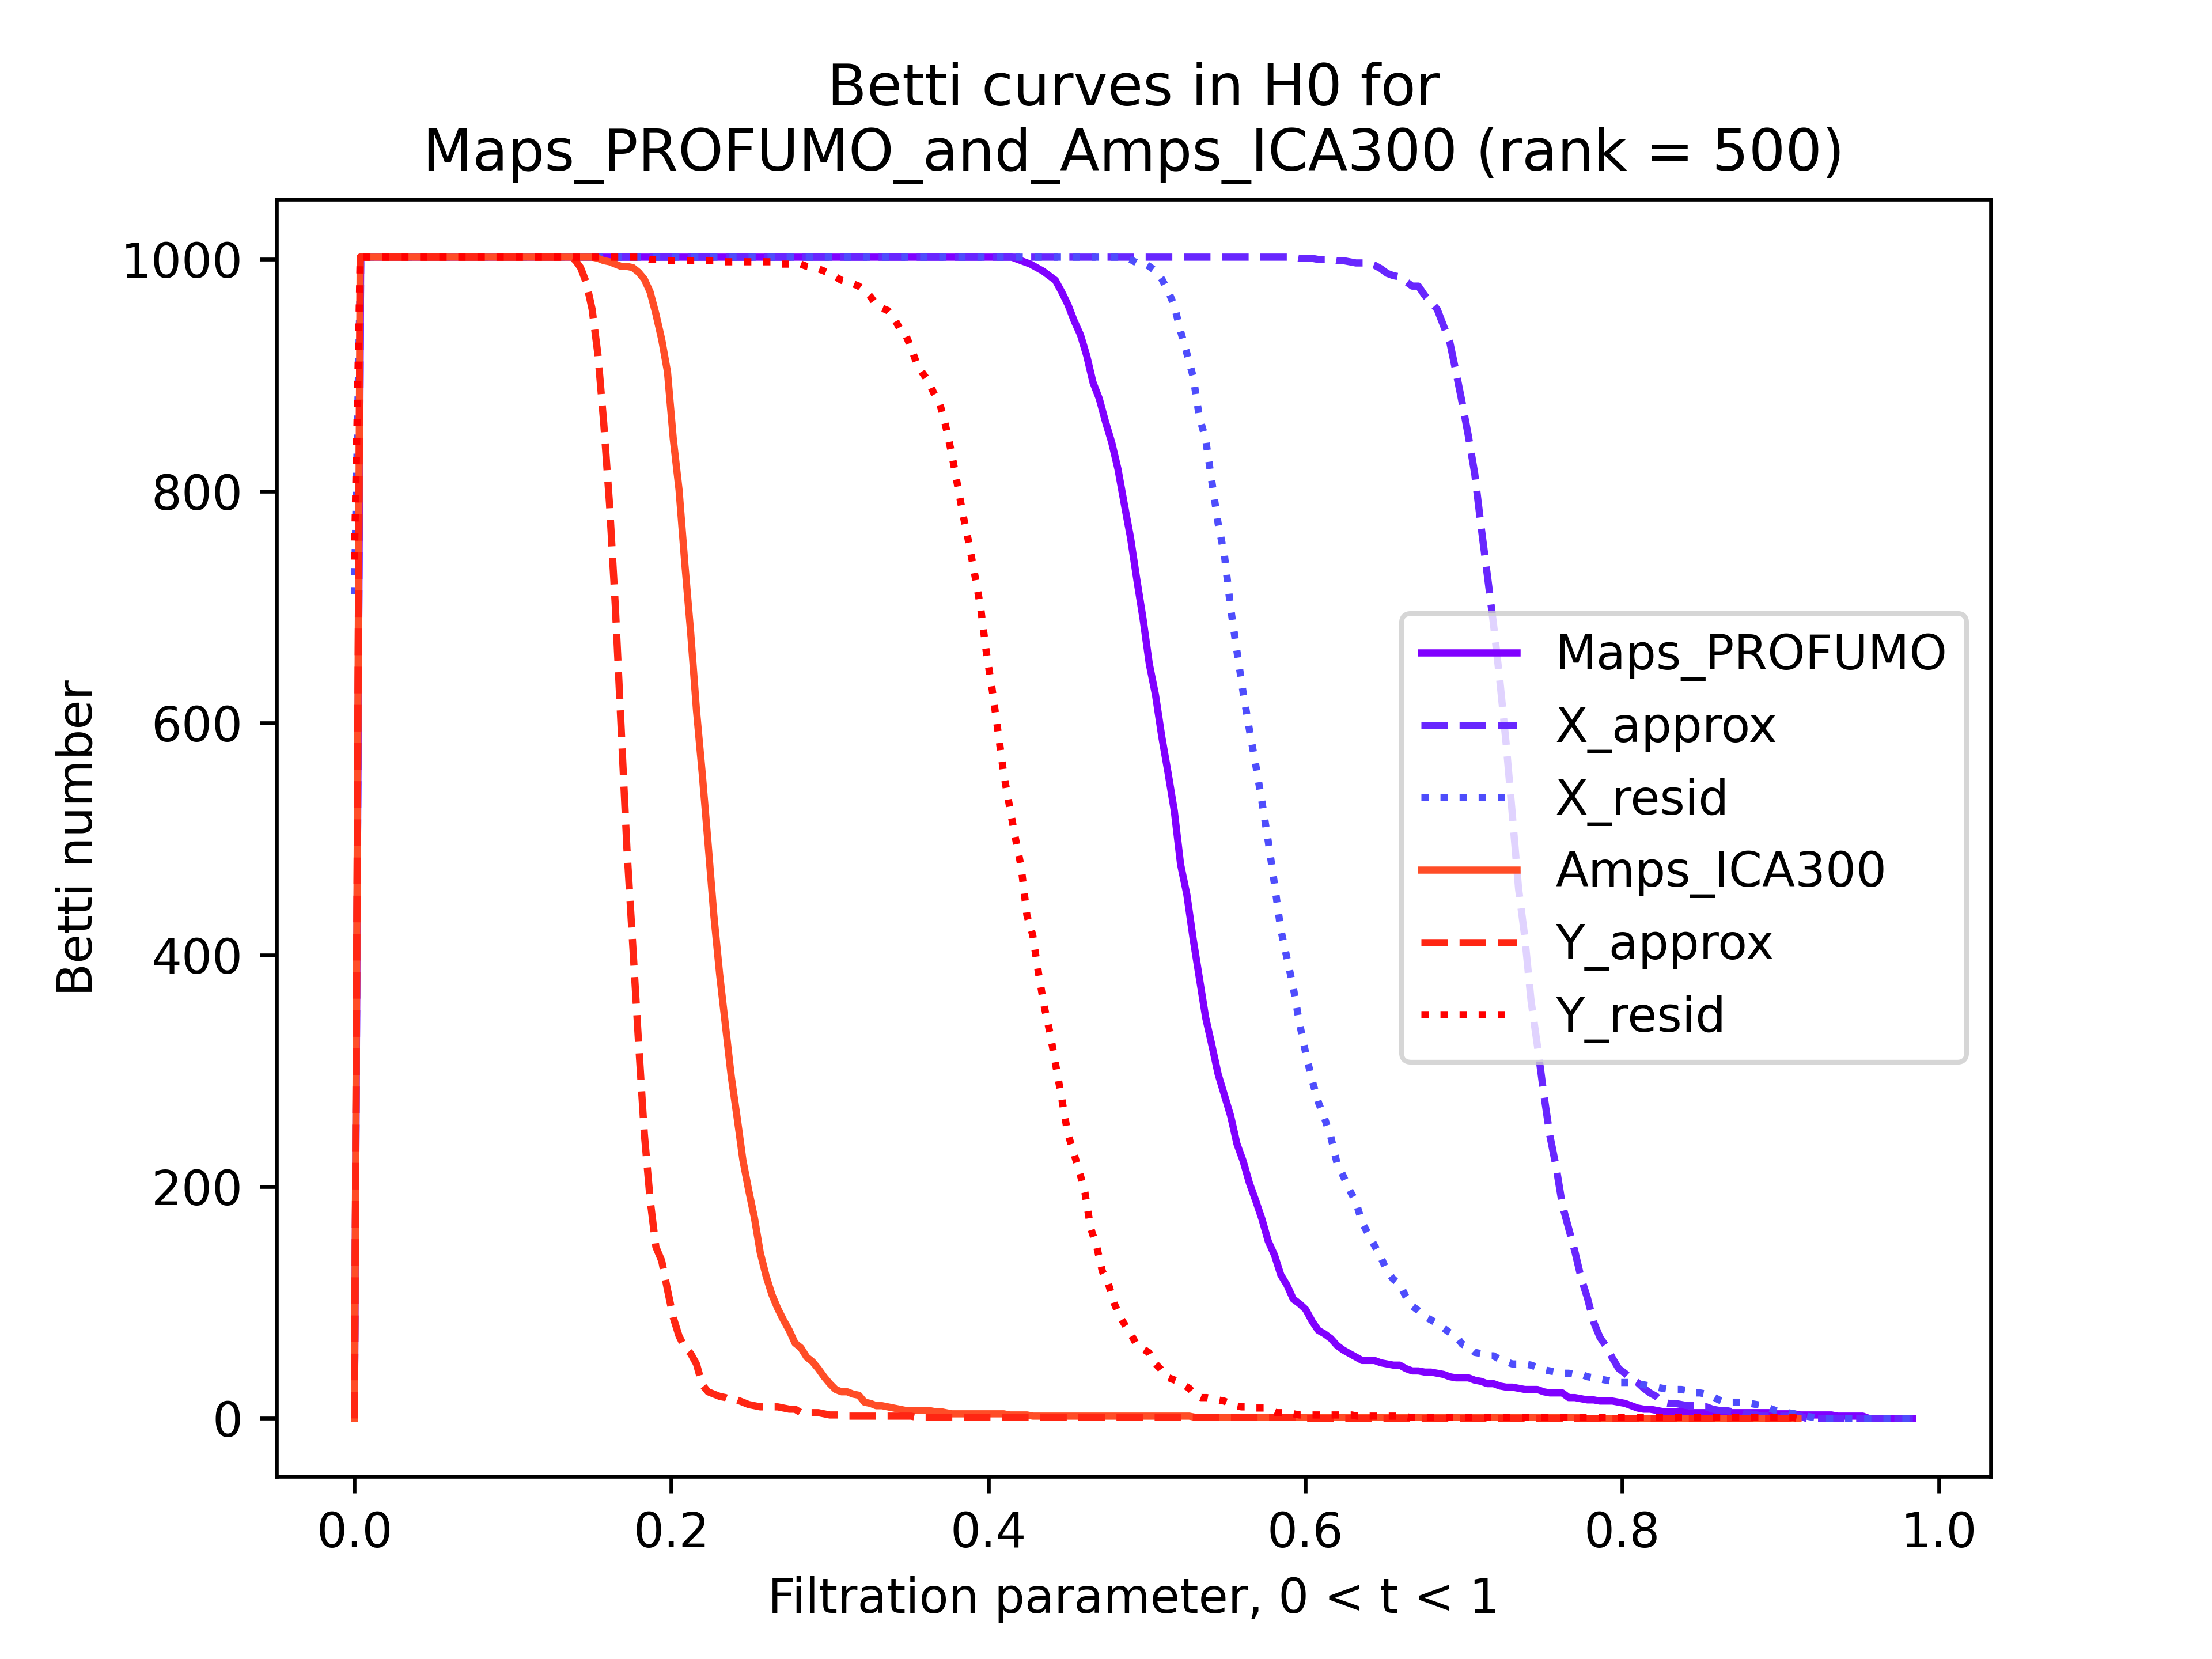 Betti curves in H0 for
Maps_PROFUMO_and_Amps_ICA300 (rank = 500)
Betti number
1000
800
600
400
200
0
Maps_PROFUMO
X_approx
X_resid
Amps_ICA300
Y_approx
Y_resid
0.0 0.2 0.4 0.6 0.8 1.0
Filtration parameter, 0 < t < 1